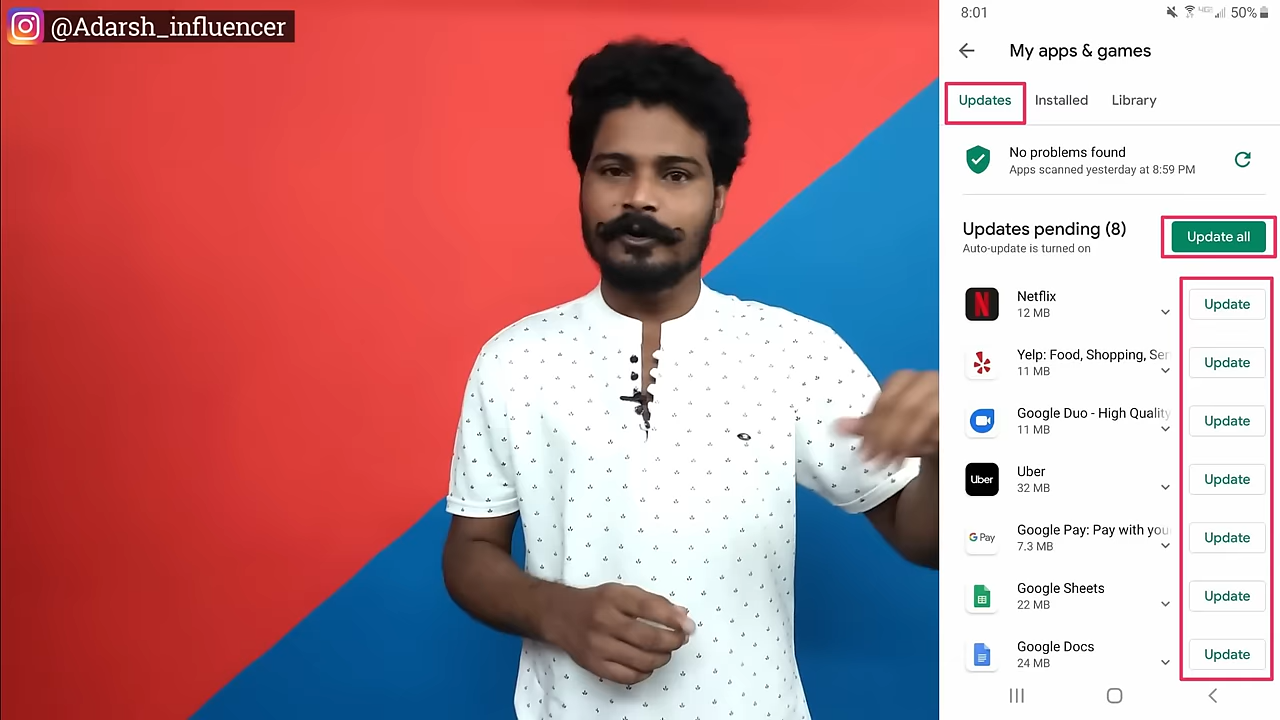 @Adarsh_influencer
8:01
4G
50%
My apps & games
Updates
Installed
Library
No problems found
Apps scanned yesterday at 8:59 PM
Updates pending (8)
Auto-update is turned on
Update all
Netflix
12 MB
Update
Yelp: Food, Shopping, Ser
11 MB
Update
Google Duo - High Quality
11 MB
Update
Uber
Uber
32 MB
Update
G Pay
Google Pay: Pay with you
7.3 MB
Update
Google Sheets
22 MB
Update
Google Docs
24 MB
Update